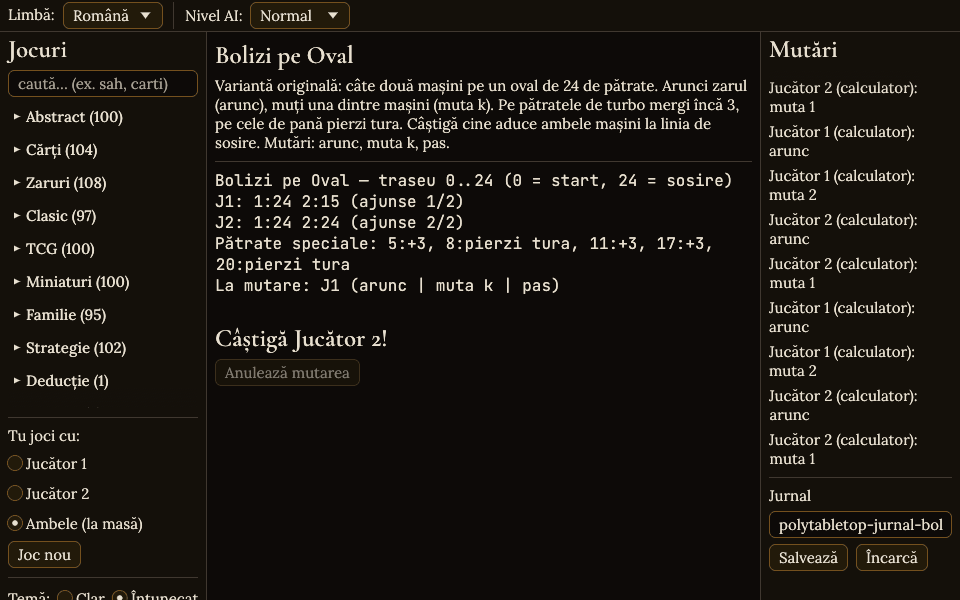 Limbă:
Română
Nivel AI:
Normal
Jocuri
caută... (ex. sah, carti)
Abstract (100)
Cărți (104)
Zaruri (108)
Clasic (97)
TCG (100)
Miniaturi (100)
Familie (95)
Strategie (102)
Deducție (1)
Tu joci cu:
Jucător 1
Jucător 2
Ambele (la masă)
Joc nou
Temă:
Clar
Întunecat
Bolizi pe Oval
Variantă originală: câte două mașini pe un oval de 24 de pătrate. Arunci zarul
(arunc), muți una dintre mașini (muta k). Pe pătratele de turbo mergi încă 3,
pe cele de pană pierzi tura. Câștigă cine aduce ambele mașini la linia de
sosire. Mutări: arunc, muta k, pas.
Bolizi pe Oval — traseu 0..24 (0 = start, 24 = sosire)
J1: 1:24 2:15 (ajunse 1/2)
J2: 1:24 2:24 (ajunse 2/2)
Pătrate speciale: 5:+3, 8:pierzi tura, 11:+3, 17:+3,
20:pierzi tura
La mutare: J1 (arunc | muta k | pas)
Câștigă Jucător 2!
Anulează mutarea
Mutări
Jucător 2 (calculator):
muta 1
Jucător 1 (calculator):
arunc
Jucător 1 (calculator):
muta 2
Jucător 2 (calculator):
arunc
Jucător 2 (calculator):
muta 1
Jucător 1 (calculator):
arunc
Jucător 1 (calculator):
muta 2
Jucător 2 (calculator):
arunc
Jucător 2 (calculator):
muta 1
Jurnal
polytabletop-jurnal-bol
Salvează
Încarcă